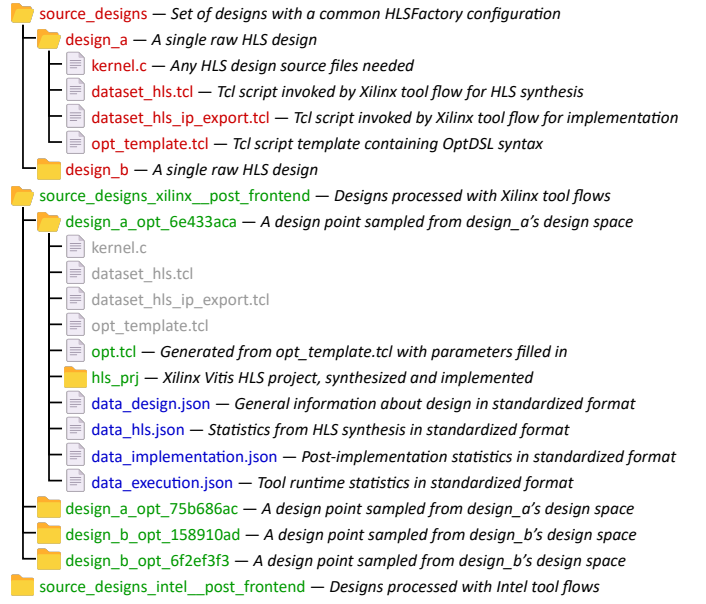 source_designs — Set of designs with a common HLSFactory configuration
design_a — A single raw HLS design
kernel.c — Any HLS design source files needed
dataset_hls.tcl — Tcl script invoked by Xilinx tool flow for HLS synthesis
dataset_hls_ip_export.tcl — Tcl script invoked by Xilinx tool flow for implementation
opt_template.tcl — Tcl script template containing OptDSL syntax
design_b — A single raw HLS design
source_designs_xilinx__post_frontend — Designs processed with Xilinx tool flows
design_a_opt_6e433aca — A design point sampled from design_a’s design space
kernel.c
dataset_hls.tcl
dataset_hls_ip_export.tcl
opt_template.tcl
opt.tcl — Generated from opt_template.tcl with parameters filled in
hls_prj — Xilinx Vitis HLS project, synthesized and implemented
data_design.json — General information about design in standardized format
data_hls.json — Statistics from HLS synthesis in standardized format
data_implementation.json — Post-implementation statistics in standardized format
data_execution.json — Tool runtime statistics in standardized format
design_a_opt_75b686ac — A design point sampled from design_a’s design space
design_b_opt_158910ad — A design point sampled from design_b’s design space
design_b_opt_6f2ef3f3 — A design point sampled from design_b’s design space
source_designs_intel__post_frontend — Designs processed with Intel tool flows